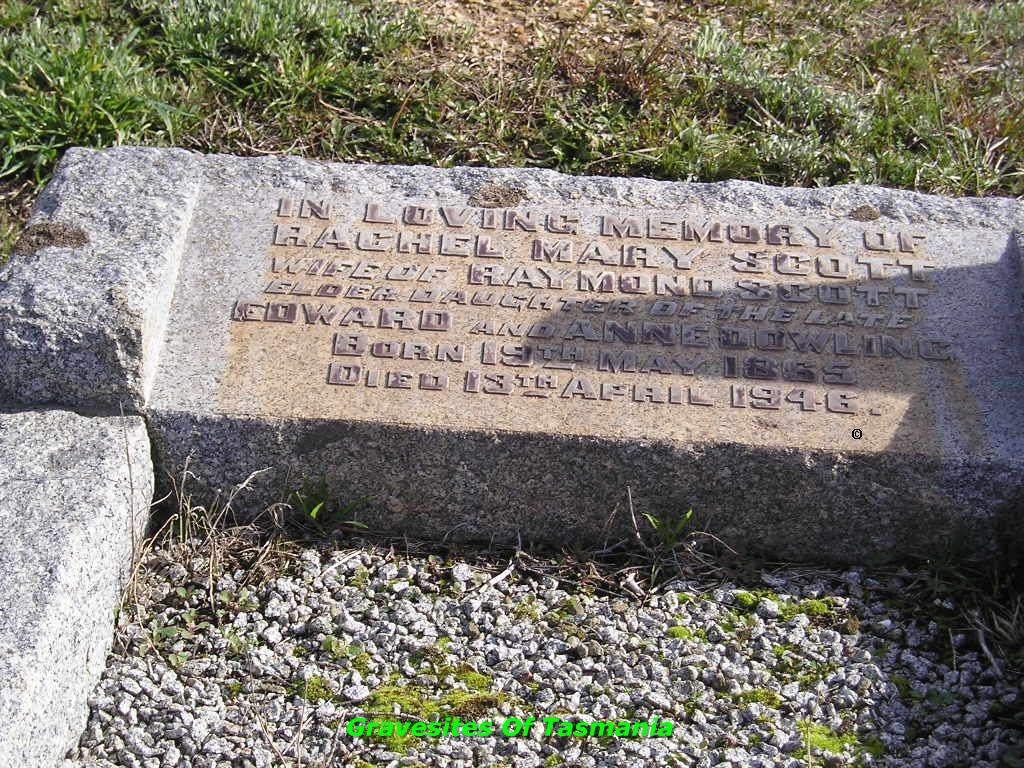 IN LOVING MEMORY OF
RACHEL MARY SCOTT
WIFE OF RAYMOND SCOTT
ELDER DAUGHTER OF THE LATE
EDWARD AND ANNE DOWLING
BORN 19TH MAY 1865
DIED 13TH APRIL 1946.
©
Gravesites Of Tasmania